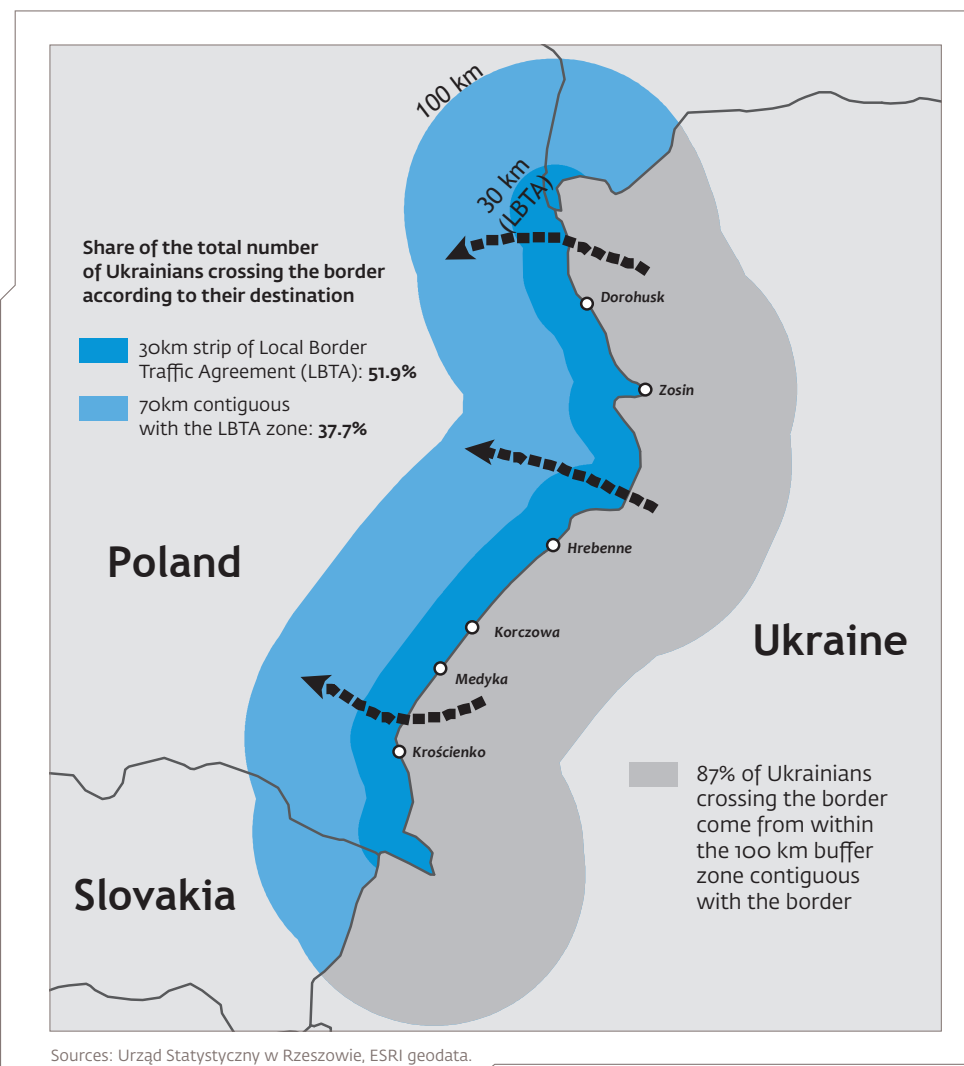 100 km
30 km
(LBTA)
Share of the total number
of Ukrainians crossing the border
according to their destination
30km strip of Local Border
Traffic Agreement (LBTA): 51.9%
70km contiguous
with the LBTA zone: 37.7%
Dorohusk
Zosin
Hrebenne
Poland
Korczowa
Ukraine
Medyka
Krościenko
87% of Ukrainians
crossing the border
come from within
the 100 km buffer
zone contiguous
with the border
Slovakia
Sources: Urząd Statystyczny w Rzeszowie, ESRI geodata.